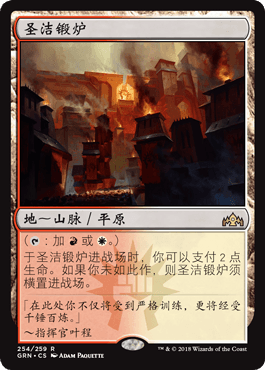 圣洁锻炉
地～山脉／平原
（：加或。）
于圣洁锻炉进战场时，你可以支付2点
生命。如果你未如此作，则圣洁锻炉须
横置进战场。
「在此处你不仅将受到严格训练，更将经受
千锤百炼。」
～指挥官叶程
254/259 R
GRN • CS ADAM PAQUETTE
™ & © 2018 Wizards of the Coast